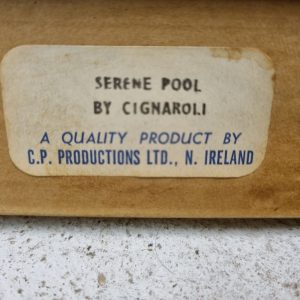 SERENE POOL
BY CIGNAROLI
A QUALITY PRODUCT BY
C.P. PRODUCTIONS LTD., N. IRELAND